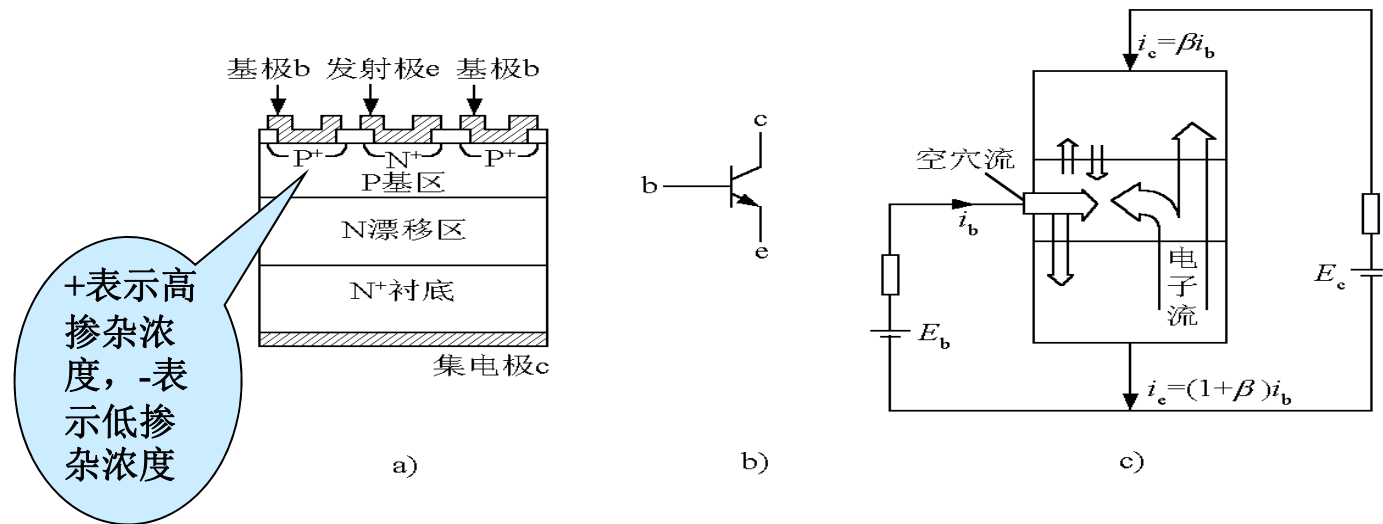 基极b 发射极e 基极b
P⁺ N⁺ P⁺
P基区
N漂移区
N⁺衬底
集电极c
+表示高
掺杂浓
度，-表
示低掺
杂浓度
a)
c
b
e
b)
i_c=βi_b
空穴流
i_b
E_b
电子流
E_c
i_e=(1+β)i_b
c)